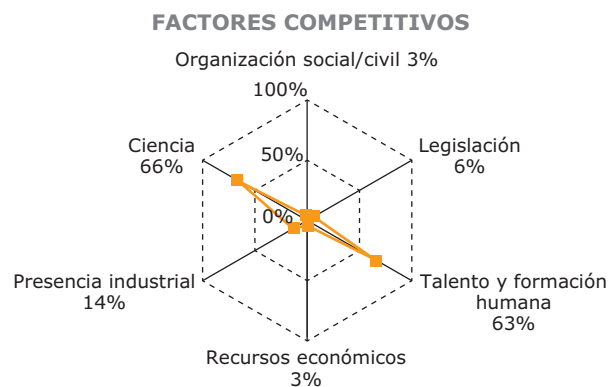 FACTORES COMPETITIVOS
Organización social/civil 3%
100%
Ciencia
66%
Legislación
6%
50%
0%
Presencia industrial
14%
Talento y formación
humana
63%
Recursos económicos
3%